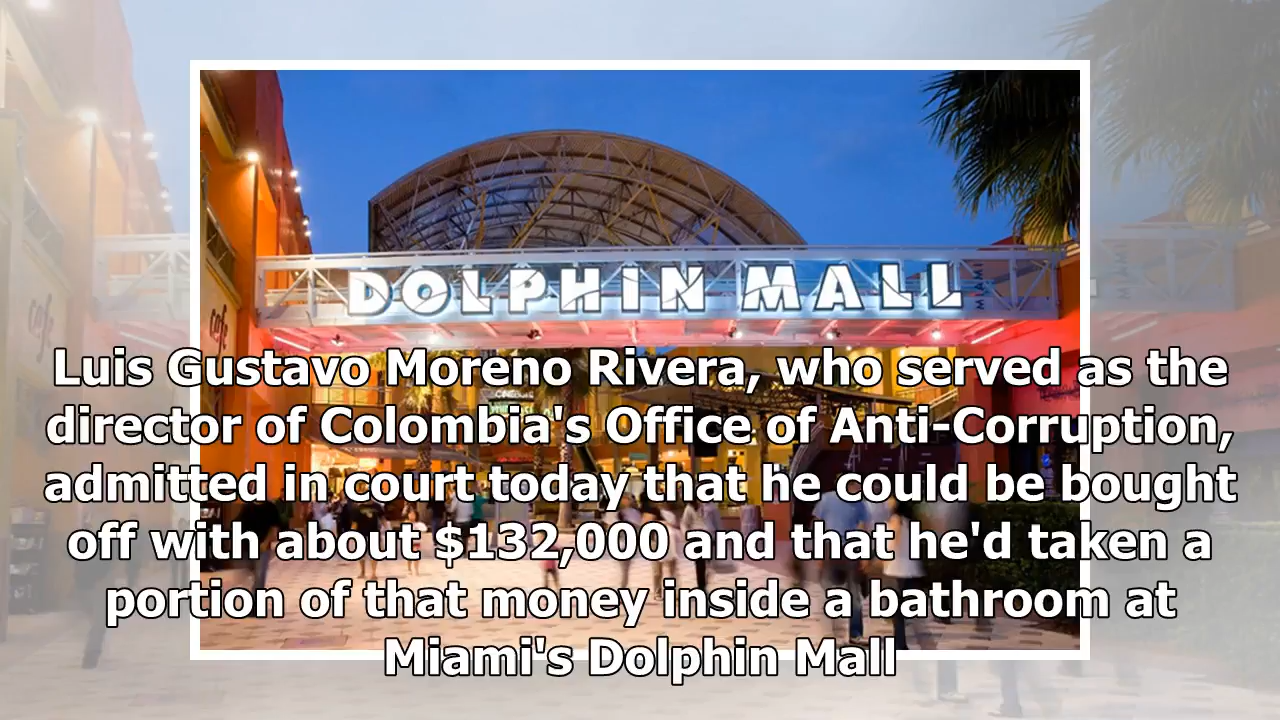 DOLPHIN MALL
MIAMI
cafe
Luis Gustavo Moreno Rivera, who served as the
director of Colombia's Office of Anti-Corruption,
admitted in court today that he could be bought
off with about $132,000 and that he'd taken a
portion of that money inside a bathroom at
Miami's Dolphin Mall